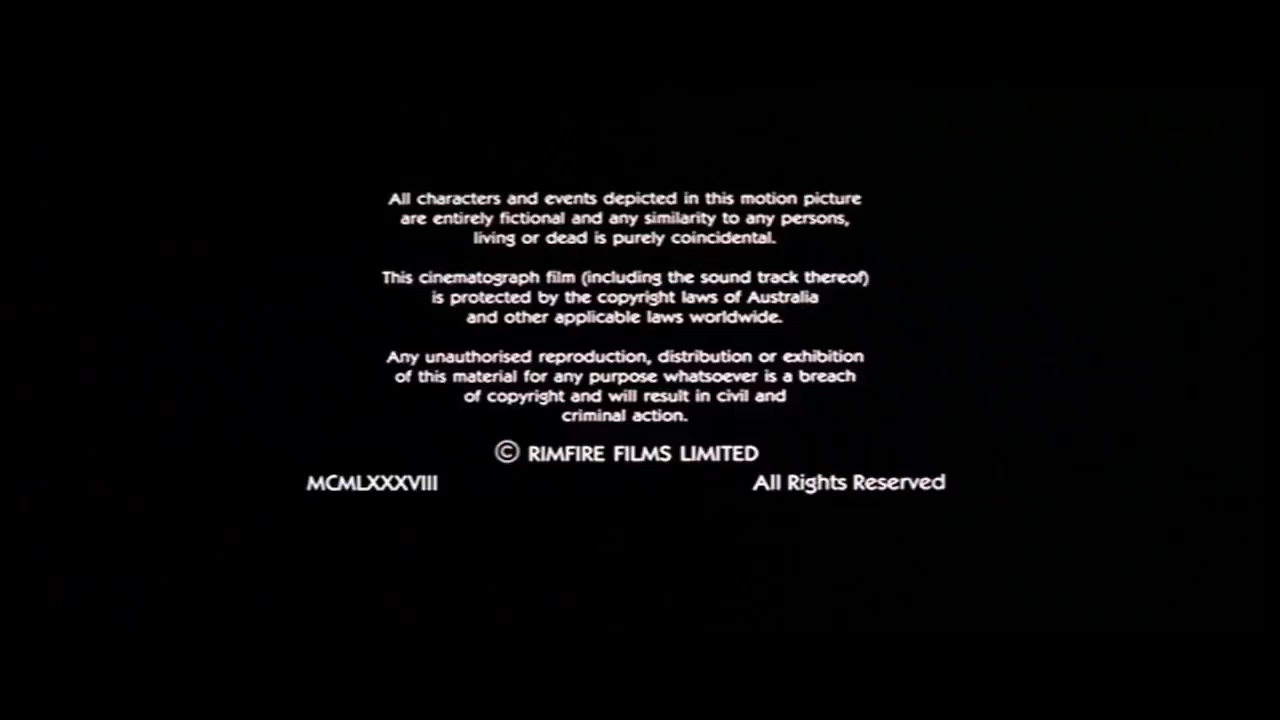 All characters and events depicted in this motion picture
are entirely fictional and any similarity to any persons,
living or dead is purely coincidental.
This cinematograph film (including the sound track thereof)
is protected by the copyright laws of Australia
and other applicable laws worldwide.
Any unauthorised reproduction, distribution or exhibition
of this material for any purpose whatsoever is a breach
of copyright and will result in civil and
criminal action.
© RIMFIRE FILMS LIMITED
MCMLXXXVIII All Rights Reserved